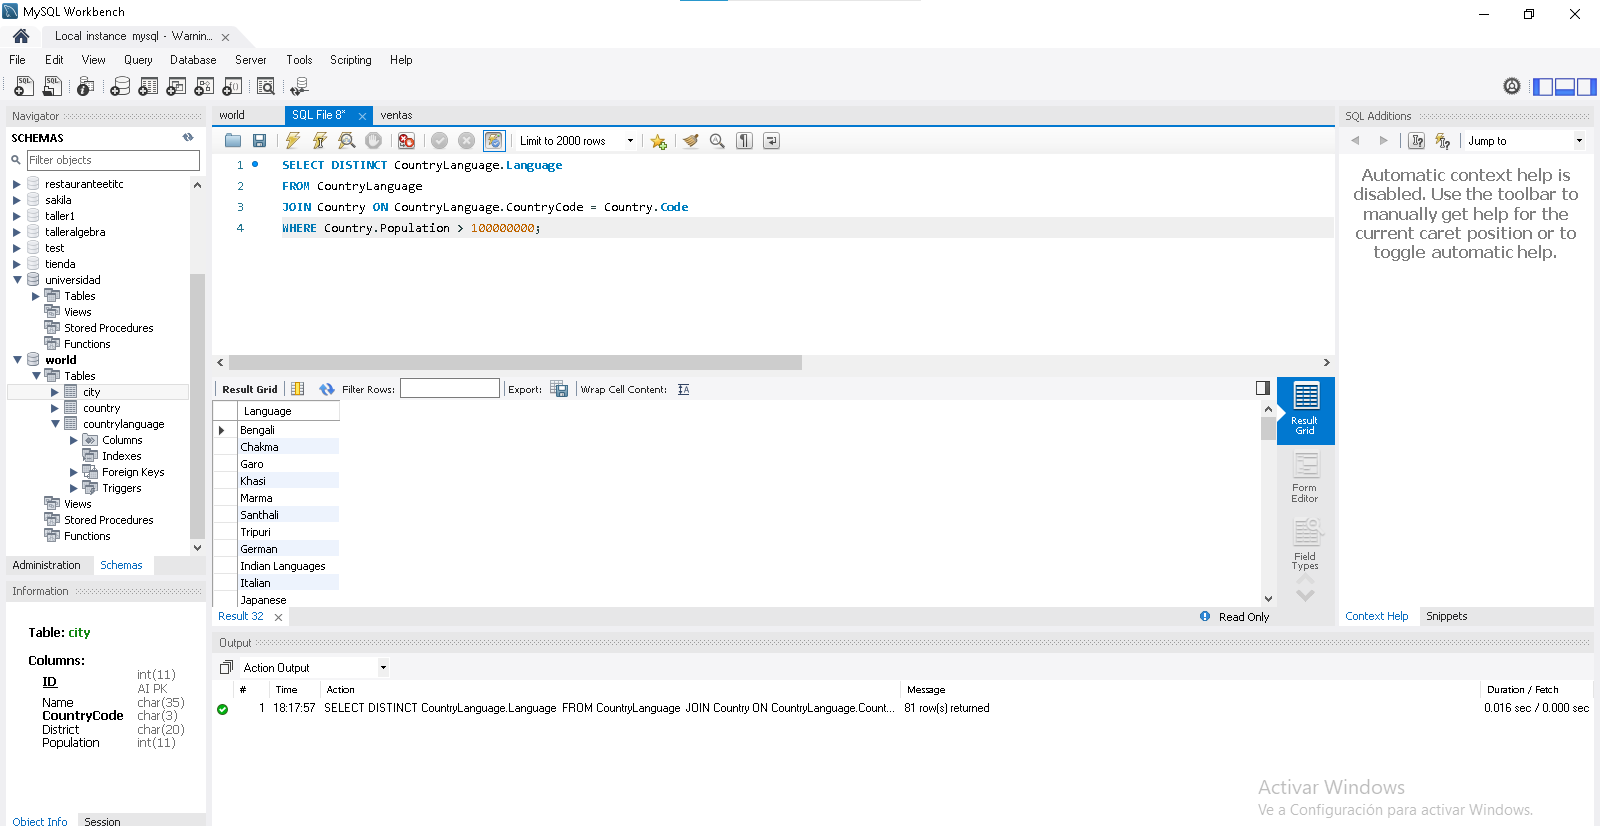 MySQL Workbench
Local instance mysql - Warnin...
File Edit View Query Database Server Tools Scripting Help
Navigator
SCHEMAS
Filter objects
restauranteetitc
sakila
taller1
talleralgebra
test
tienda
universidad
Tables
Views
Stored Procedures
Functions
world
Tables
city
country
countrylanguage
Columns
Indexes
Foreign Keys
Triggers
Views
Stored Procedures
Functions
Administration Schemas
Information
Table: city
Columns:
ID int(11) AI PK
Name char(35)
CountryCode char(3)
District char(20)
Population int(11)
Object Info Session
world SQL File 8* ventas
Limit to 2000 rows
1 SELECT DISTINCT CountryLanguage.Language
2 FROM CountryLanguage
3 JOIN Country ON CountryLanguage.CountryCode = Country.Code
4 WHERE Country.Population > 100000000;
Result Grid Filter Rows: Export: Wrap Cell Content:
Language
Bengali
Chakma
Garo
Khasi
Marma
Santhali
Tripuri
German
Indian Languages
Italian
Japanese
Result Grid
Form Editor
Field Types
Result 32 Read Only
SQL Additions
Jump to
Automatic context help is
disabled. Use the toolbar to
manually get help for the
current caret position or to
toggle automatic help.
Context Help Snippets
Output
Action Output
# Time Action Message Duration / Fetch
1 18:17:57 SELECT DISTINCT CountryLanguage.Language FROM CountryLanguage JOIN Country ON CountryLanguage.Count... 81 row(s) returned 0.016 sec / 0.000 sec
Activar Windows
Ve a Configuración para activar Windows.